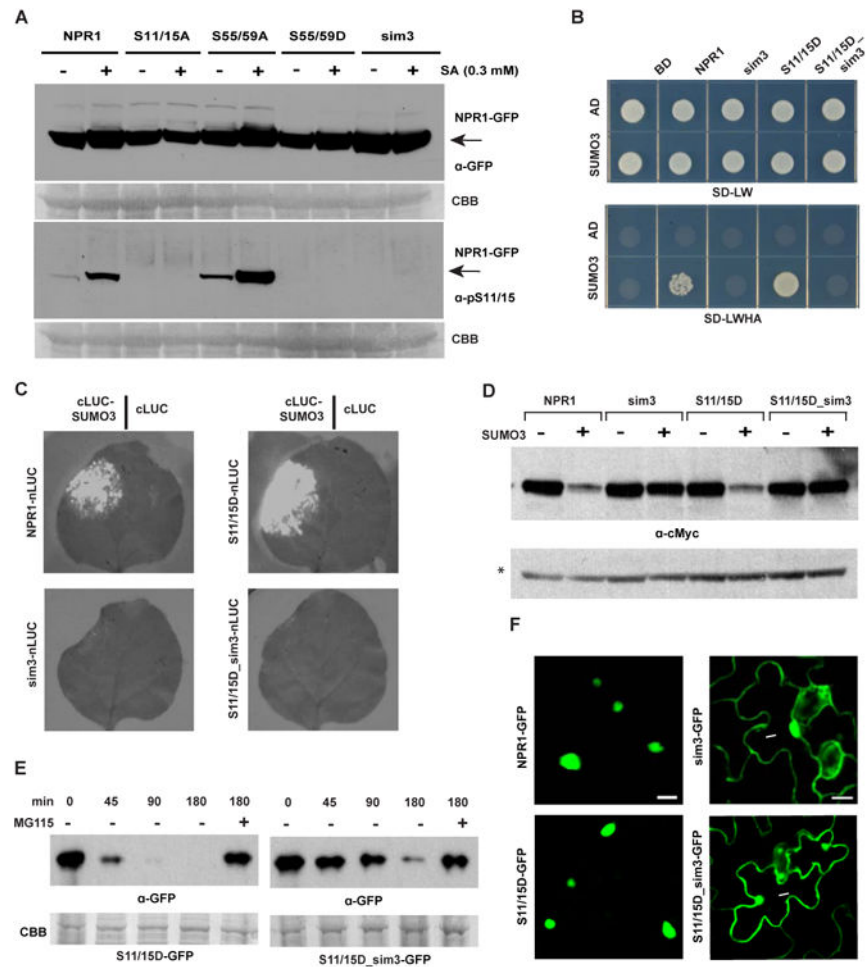 A
NPR1 S11/15A S55/59A S55/59D sim3
- + - + - + - + - + SA (0.3 mM)
NPR1-GFP
α-GFP
CBB
NPR1-GFP
α-pS11/15
CBB
B
BD NPR1 sim3 S11/15D S11/15D_sim3
AD
SUMO3
SD-LW
AD
SUMO3
SD-LWHA
C
cLUC-SUMO3 cLUC cLUC-SUMO3 cLUC
NPR1-nLUC S11/15D-nLUC
sim3-nLUC S11/15D_sim3-nLUC
D
NPR1 sim3 S11/15D S11/15D_sim3
SUMO3 - + - + - + - +
α-cMyc
*
E
min 0 45 90 180 180 0 45 90 180 180
MG115 - - - - + - - - - +
α-GFP α-GFP
CBB
S11/15D-GFP S11/15D_sim3-GFP
F
NPR1-GFP sim3-GFP
S11/15D-GFP S11/15D_sim3-GFP